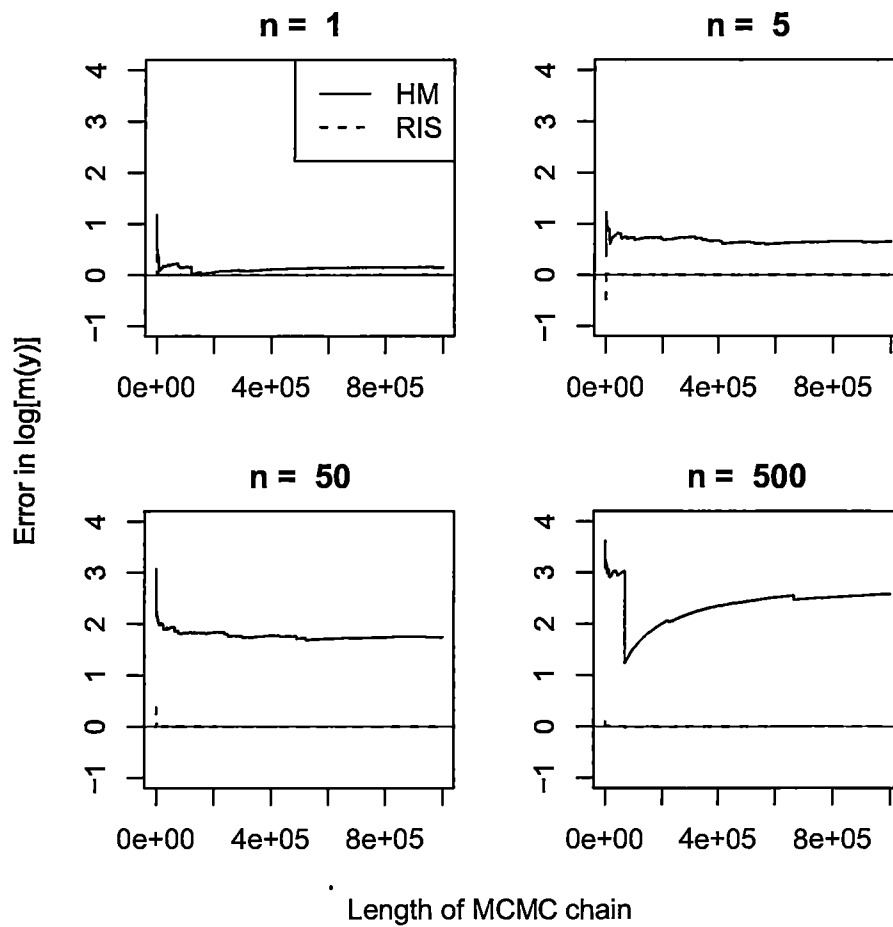 n = 1
n = 5
4
3
2
1
0
−1
HM
RIS
0e+00
4e+05
8e+05
4
3
2
1
0
−1
0e+00
4e+05
8e+05
n = 50
n = 500
4
3
2
1
0
−1
0e+00
4e+05
8e+05
4
3
2
1
0
−1
0e+00
4e+05
8e+05
Error in log[m(y)]
Length of MCMC chain